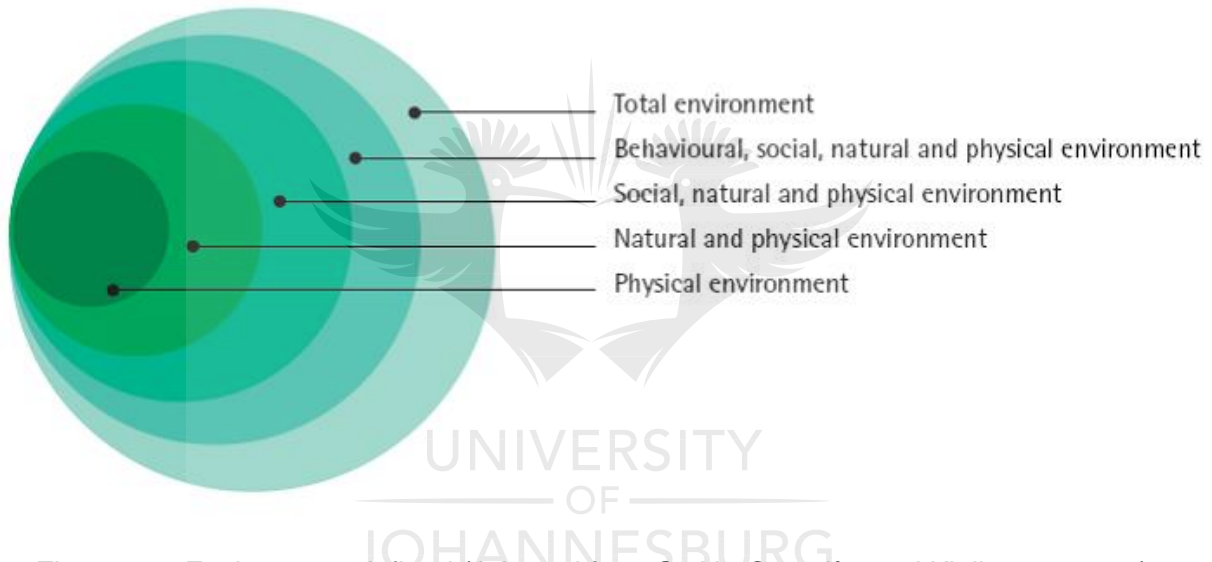 Total environment
Behavioural, social, natural and physical environment
Social, natural and physical environment
Natural and physical environment
Physical environment
UNIVERSITY
OF
JOHANNESBURG